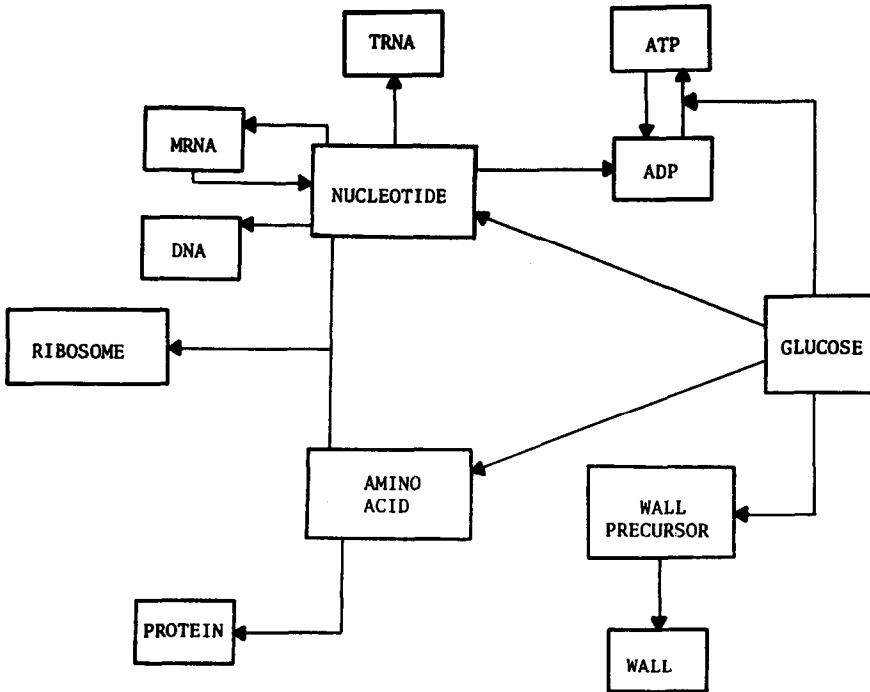 TRNA
ATP
MRNA
NUCLEOTIDE
ADP
DNA
RIBOSOME
GLUCOSE
AMINO
ACID
WALL
PRECURSOR
PROTEIN
WALL